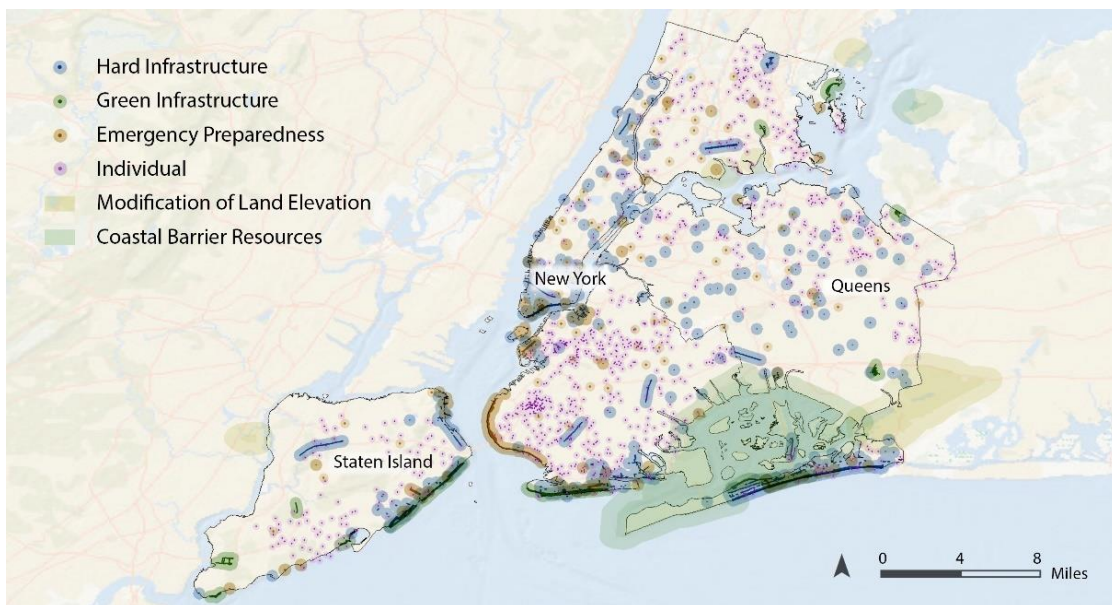 Hard Infrastructure
Green Infrastructure
Emergency Preparedness
Individual
Modification of Land Elevation
Coastal Barrier Resources
New York
Queens
Staten Island
0 4 8
Miles